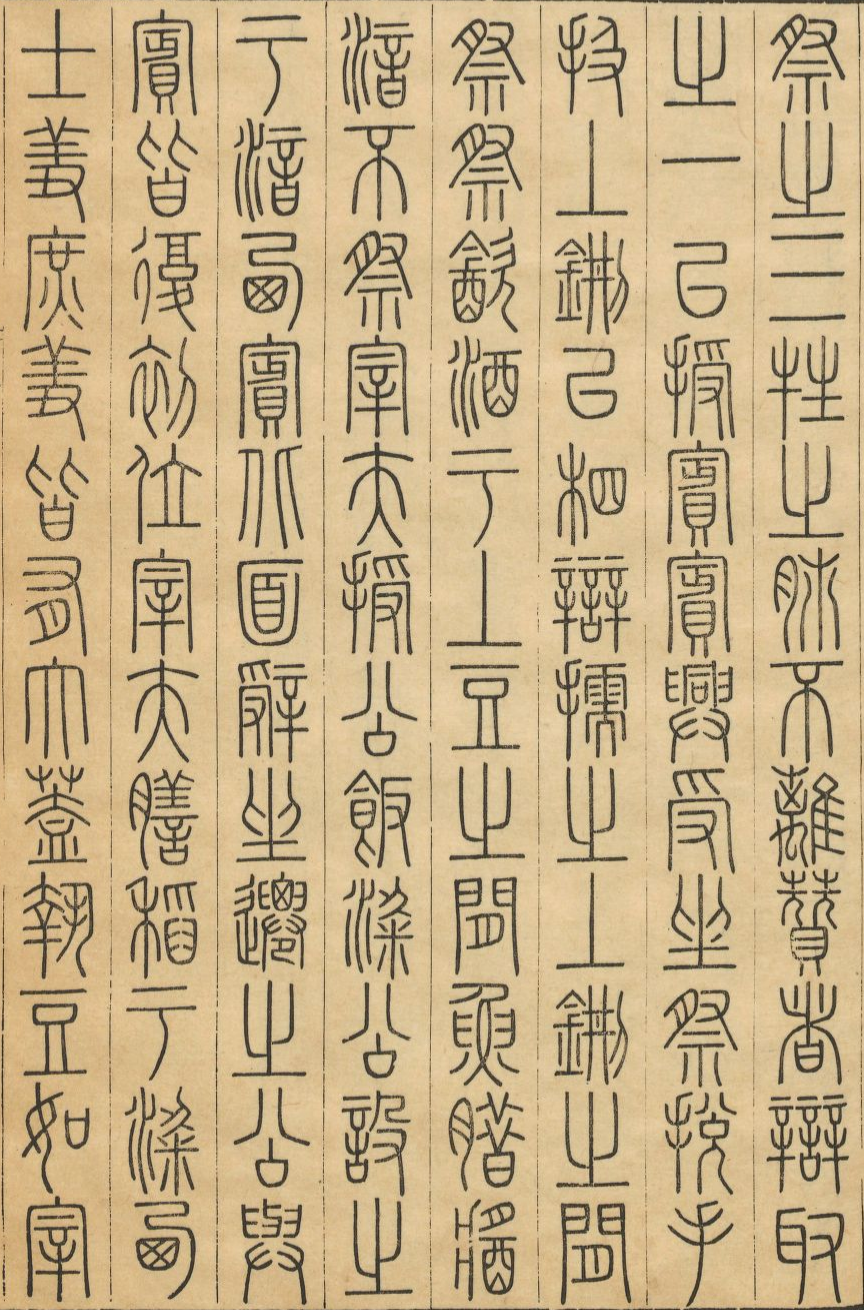 祭之三牲之肺不離贊者辯取
之一以授賓賓興受坐祭捝手
扱上鉶以柶辯擩之上鉶之間
祭祭飲酒于上豆之間魚腊醬
湆不祭宰夫授公飯粱公設之
于湆西賓北面辭坐遷之公與
賓皆復初位宰夫膳稻于粱西
士羞庶羞皆有大蓋執豆如宰